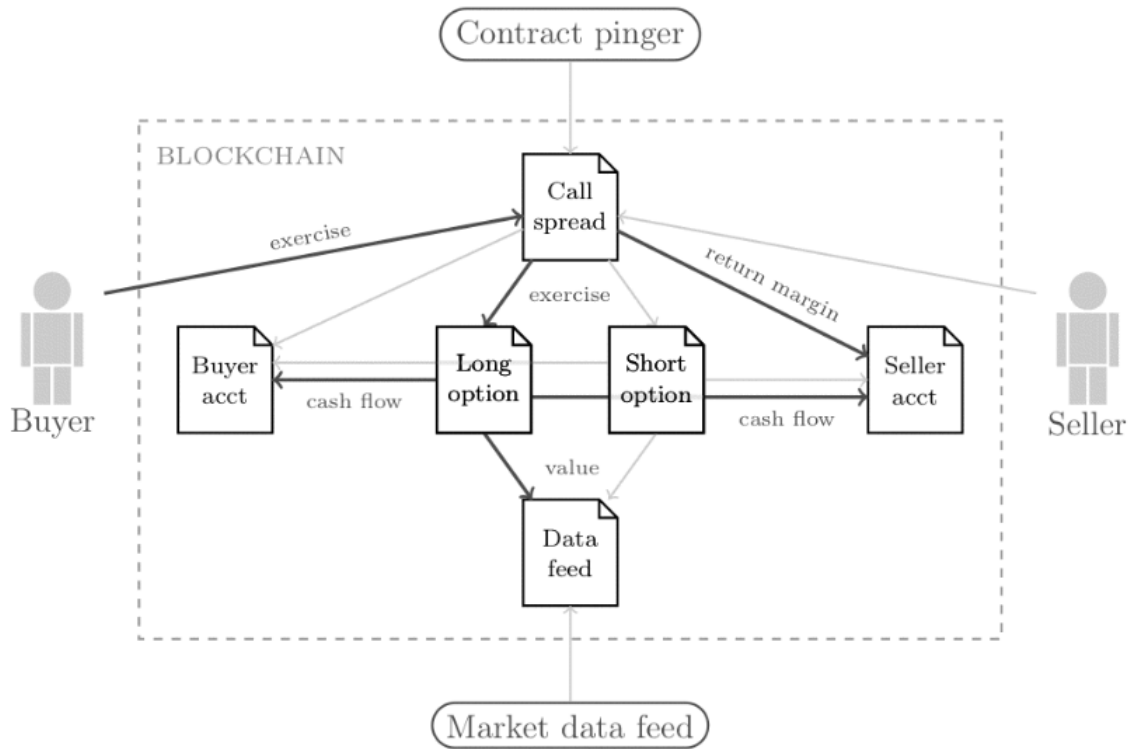 Contract pinger
BLOCKCHAIN
Call
spread
exercise
return margin
exercise
Buyer
acct
Long
option
Short
option
Seller
acct
cash flow
cash flow
Buyer
Seller
value
Data
feed
Market data feed